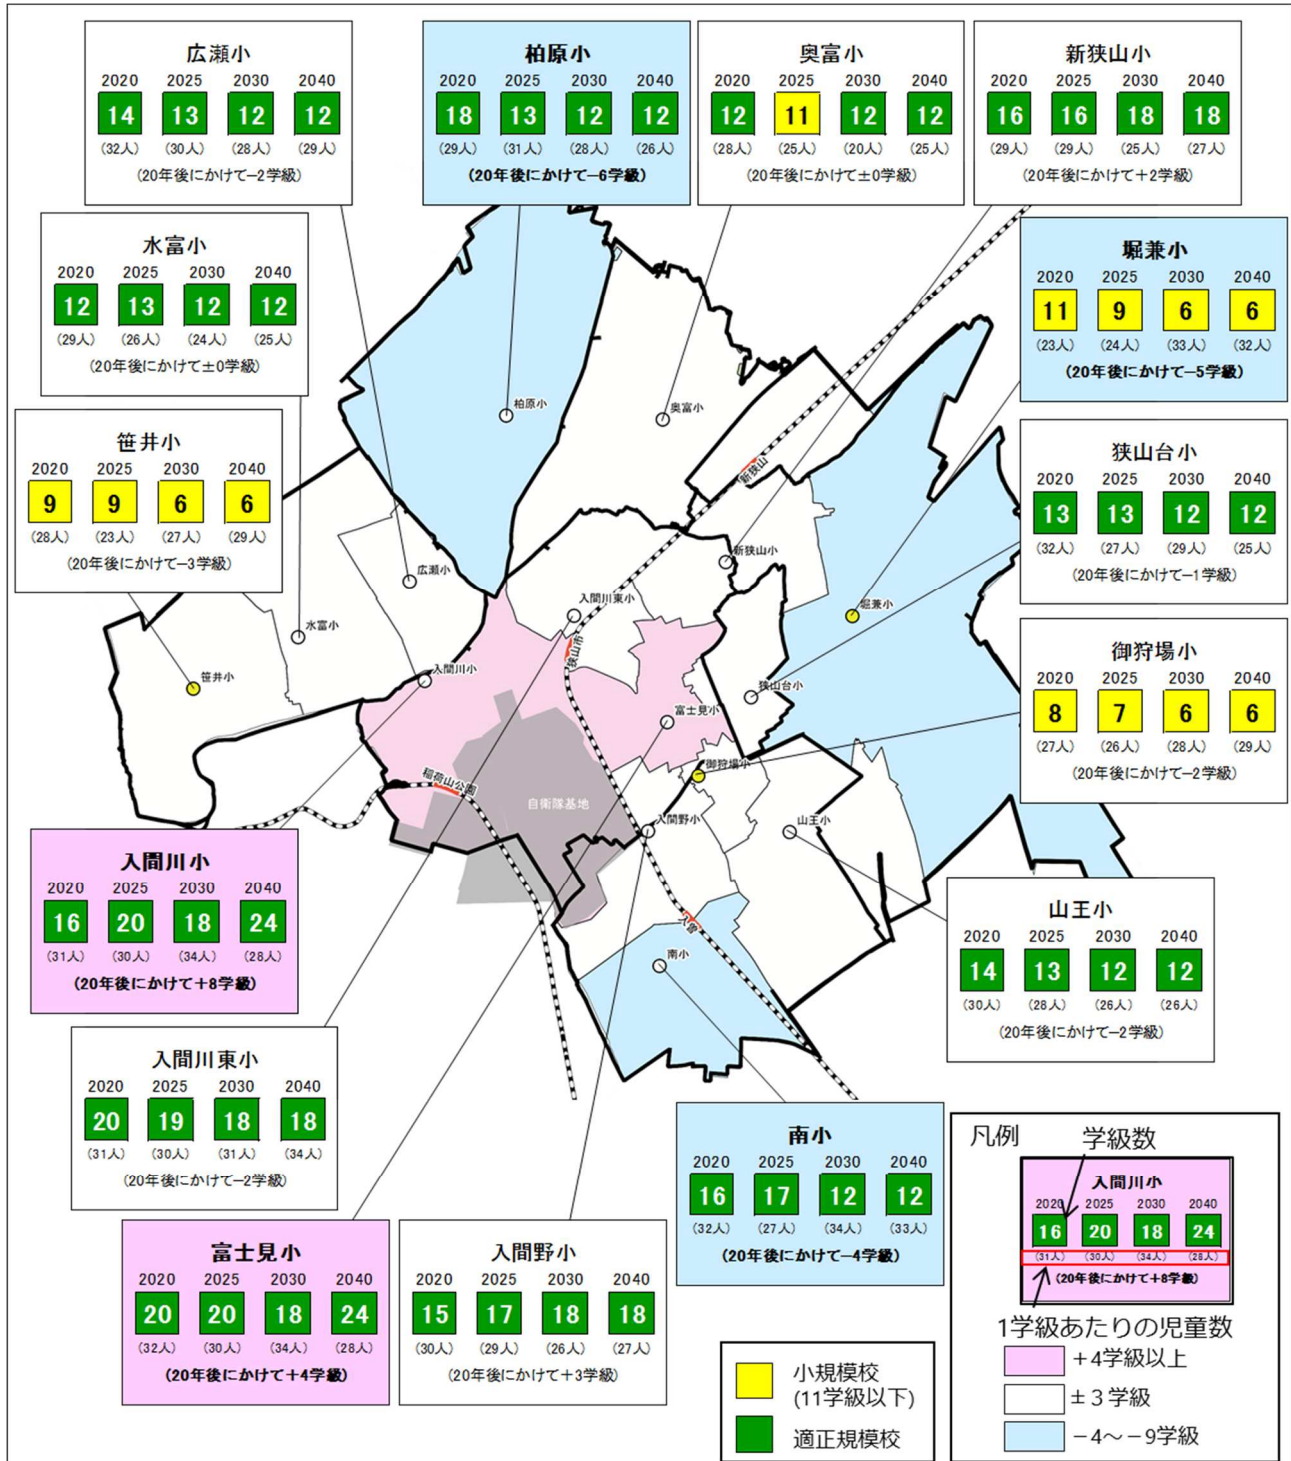 広瀬小
2020 2025 2030 2040
14 13 12 12
(32人) (30人) (28人) (29人)
(20年後にかけて−2学級)
柏原小
2020 2025 2030 2040
18 13 12 12
(29人) (31人) (28人) (26人)
(20年後にかけて−6学級)
奥富小
2020 2025 2030 2040
12 11 12 12
(28人) (25人) (20人) (25人)
(20年後にかけて±0学級)
新狭山小
2020 2025 2030 2040
16 16 18 18
(29人) (29人) (25人) (27人)
(20年後にかけて+2学級)
水富小
2020 2025 2030 2040
12 13 12 12
(29人) (26人) (24人) (25人)
(20年後にかけて±0学級)
堀兼小
2020 2025 2030 2040
11 9 6 6
(23人) (24人) (33人) (32人)
(20年後にかけて−5学級)
笹井小
2020 2025 2030 2040
9 9 6 6
(28人) (23人) (27人) (29人)
(20年後にかけて−3学級)
狭山台小
2020 2025 2030 2040
13 13 12 12
(32人) (27人) (29人) (25人)
(20年後にかけて−1学級)
御狩場小
2020 2025 2030 2040
8 7 6 6
(27人) (26人) (28人) (29人)
(20年後にかけて−2学級)
柏原小
奥富小
新狭山
新狭山小
広瀬小
入間川東小
堀兼小
水富小
狭山市
入間川小
笹井小
狭山台小
富士見小
御狩場小
稲荷山公園
自衛隊基地
入間野小
山王小
入曽
南小
入間川小
2020 2025 2030 2040
16 20 18 24
(31人) (30人) (34人) (28人)
(20年後にかけて+8学級)
山王小
2020 2025 2030 2040
14 13 12 12
(30人) (28人) (26人) (26人)
(20年後にかけて−2学級)
入間川東小
2020 2025 2030 2040
20 19 18 18
(31人) (30人) (31人) (34人)
(20年後にかけて−2学級)
南小
2020 2025 2030 2040
16 17 12 12
(32人) (27人) (34人) (33人)
(20年後にかけて−4学級)
富士見小
2020 2025 2030 2040
20 20 18 24
(32人) (30人) (34人) (28人)
(20年後にかけて+4学級)
入間野小
2020 2025 2030 2040
15 17 18 18
(30人) (29人) (26人) (27人)
(20年後にかけて+3学級)
小規模校
(11学級以下)
適正規模校
凡例 学級数
入間川小
2020 2025 2030 2040
16 20 18 24
(31人) (30人) (34人) (28人)
(20年後にかけて+8学級)
1学級あたりの児童数
+4学級以上
±3学級
−4〜−9学級